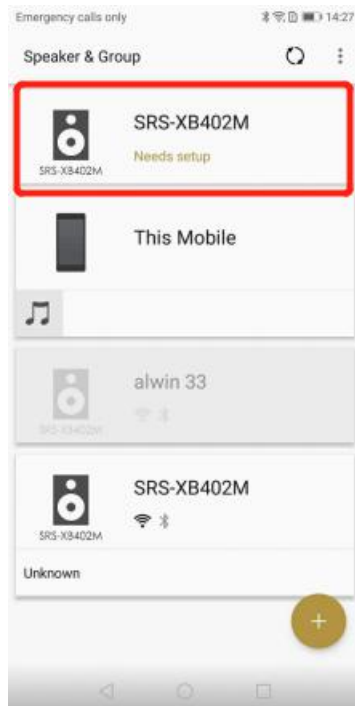 Emergency calls only 14:27
Speaker & Group
SRS-XB402M
Needs setup
SRS-XB402M
This Mobile
alwin 33
SRS-XB402M
SRS-XB402M
SRS-XB402M
Unknown